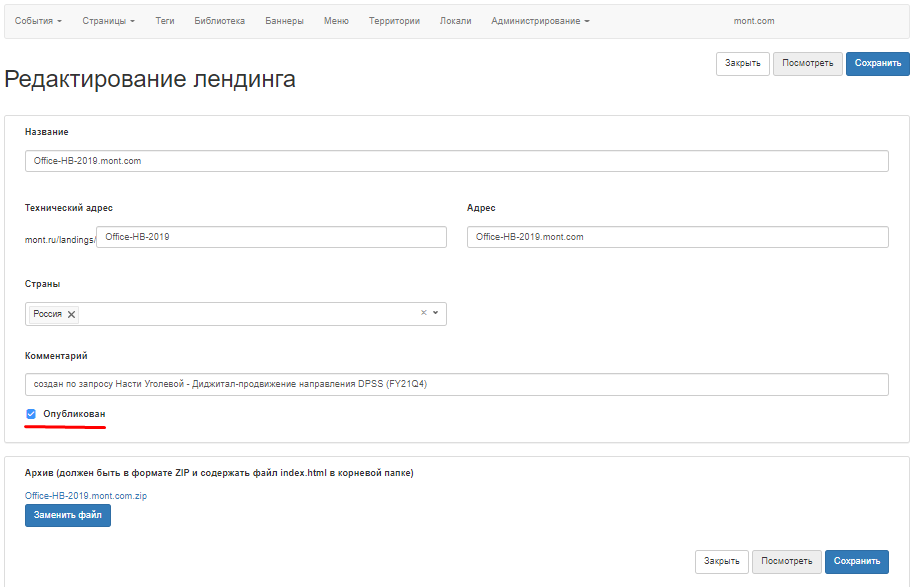 События Страницы Теги Библиотека Баннеры Меню Территории Локали Администрирование mont.com
Закрыть Посмотреть Сохранить
Редактирование лендинга
Название
Office-HB-2019.mont.com
Технический адрес Адрес
mont.ru/landings/ Office-HB-2019 Office-HB-2019.mont.com
Страны
Россия
Комментарий
создан по запросу Насти Уголевой - Диджитал-продвижение направления DPSS (FY21Q4)
Опубликован
Архив (должен быть в формате ZIP и содержать файл index.html в корневой папке)
Office-HB-2019.mont.com.zip
Заменить файл
Закрыть Посмотреть Сохранить